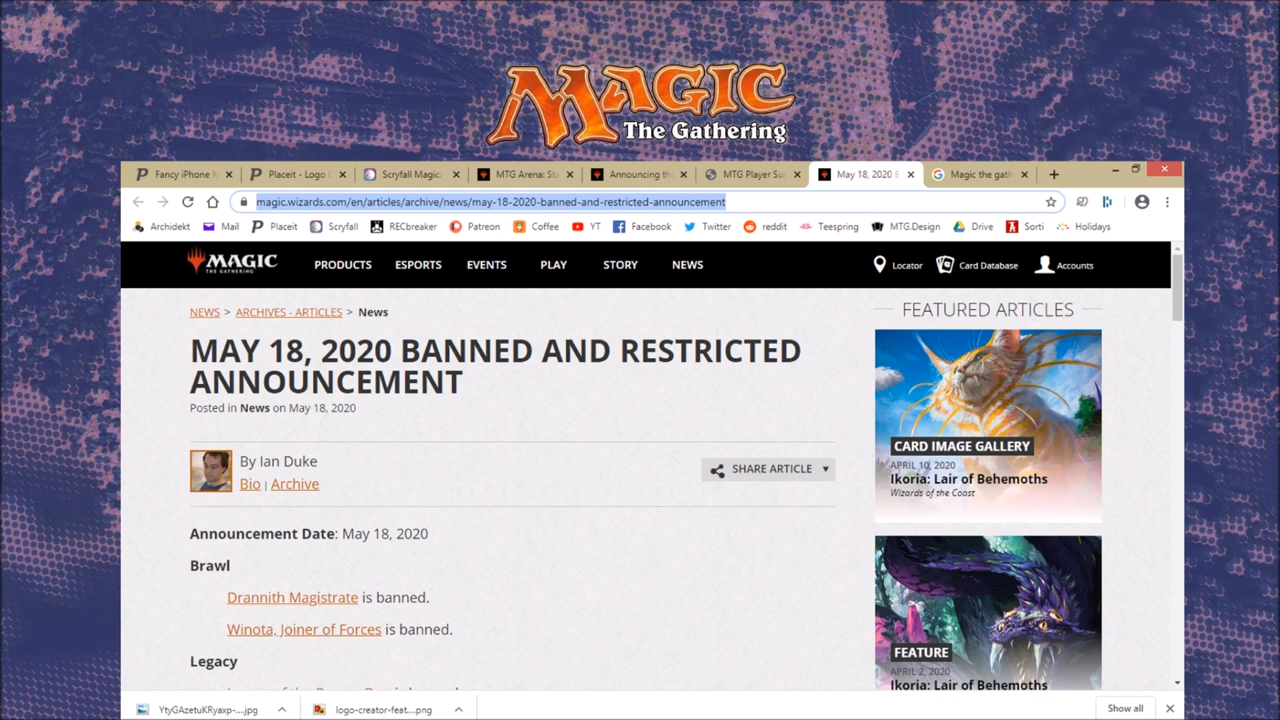 MAGIC
The Gathering
Fancy iPhone
Placeit - Logo
Scryfall Magic:
MTG Arena: St
Announcing the
MTG Player Su
May 18, 2020
Magic the gath
magic.wizards.com/en/articles/archive/news/may-18-2020-banned-and-restricted-announcement
Archidekt Mail Placeit Scryfall RECbreaker Patreon Coffee YT Facebook Twitter reddit Teespring MTG.Design Drive Sorti Holidays
MAGIC
THE GATHERING
PRODUCTS ESPORTS EVENTS PLAY STORY NEWS Locator Card Database Accounts
NEWS > ARCHIVES - ARTICLES > News
MAY 18, 2020 BANNED AND RESTRICTED
ANNOUNCEMENT
Posted in News on May 18, 2020
By Ian Duke
Bio | Archive
SHARE ARTICLE
Announcement Date: May 18, 2020
Brawl
Drannith Magistrate is banned.
Winota, Joiner of Forces is banned.
Legacy
FEATURED ARTICLES
CARD IMAGE GALLERY
APRIL 10, 2020
Ikoria: Lair of Behemoths
Wizards of the Coast
FEATURE
APRIL 2, 2020
Ikoria: Lair of Behemoths
YtyGAzetuKRyaxp-....jpg
logo-creator-feat....png
Show all